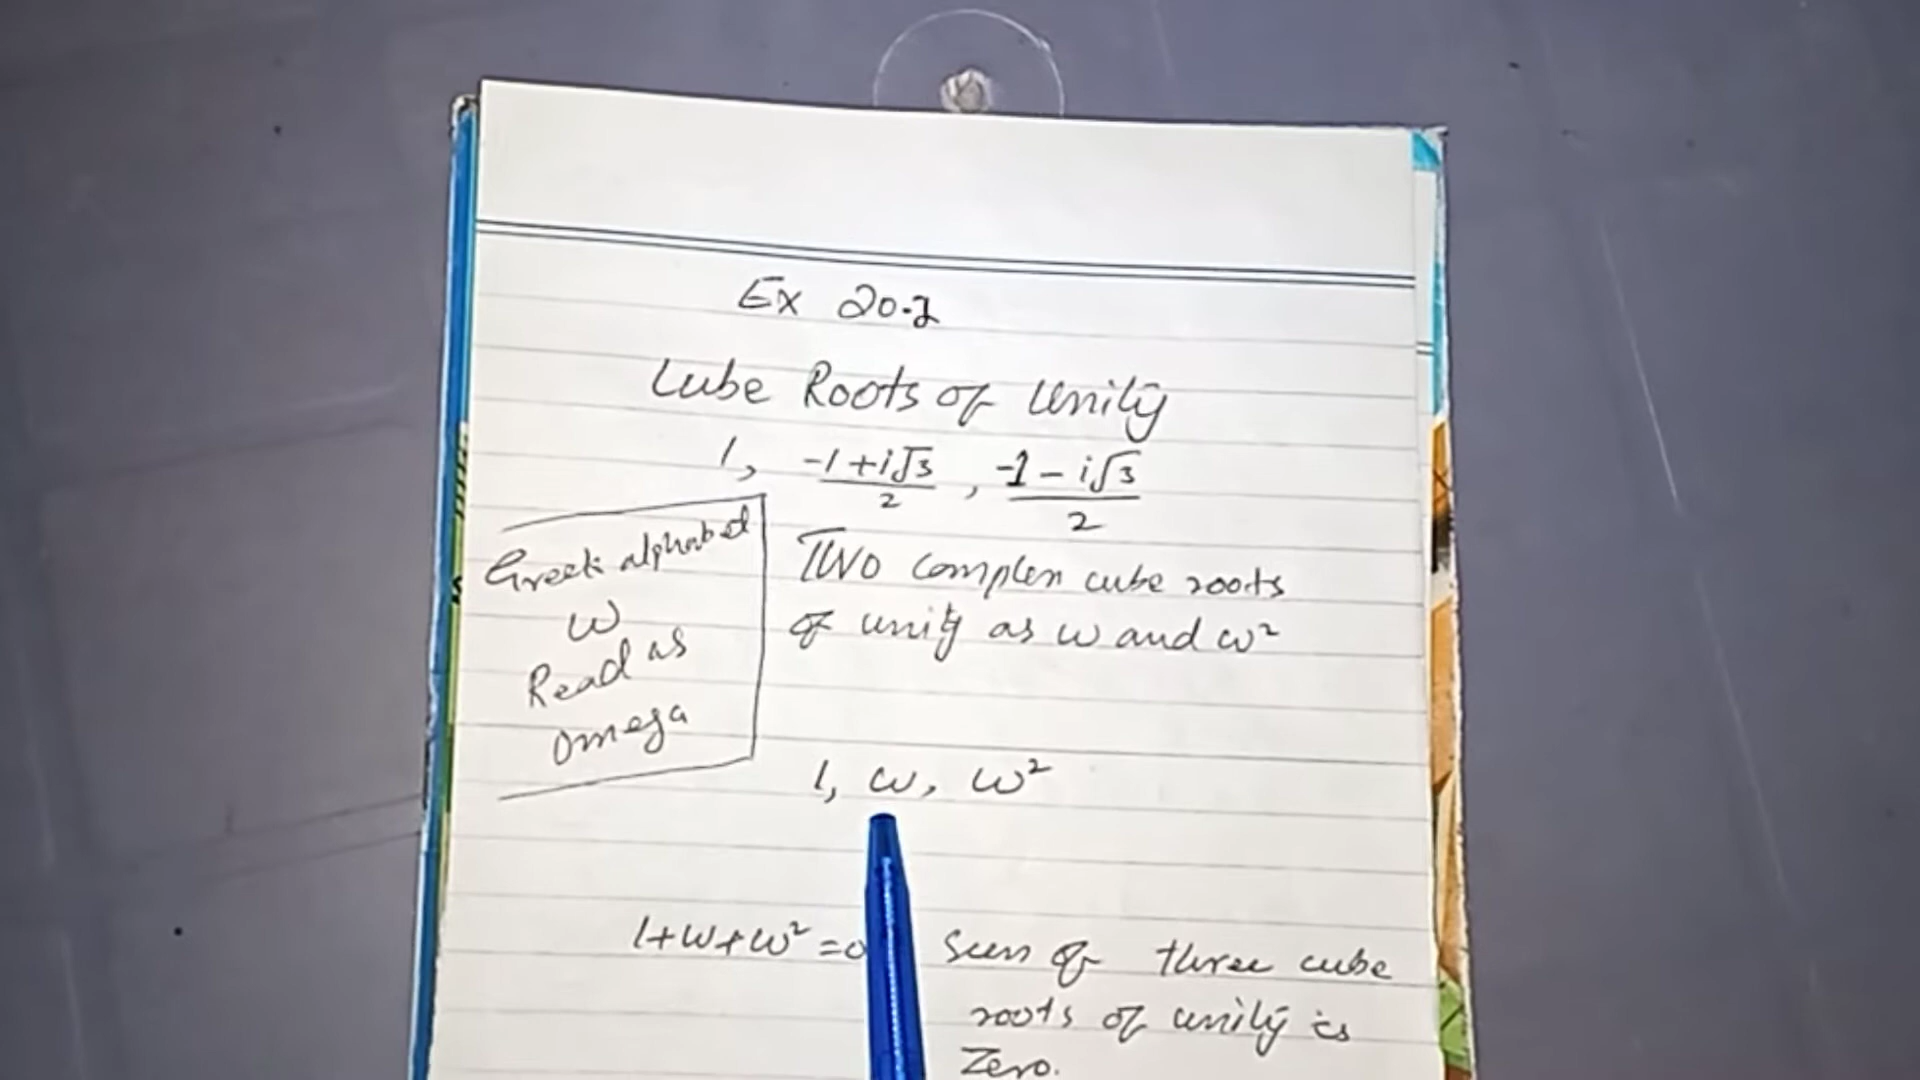 Ex 20.2
Cube Roots of Unity
1, -1+i√3/2, -1-i√3/2
Greek alphabet
ω
Read as
omega
Two complex cube roots
of unity as ω and ω²
1, ω, ω²
1+ω+ω²=0
Sum of three cube
roots of unity is
Zero.